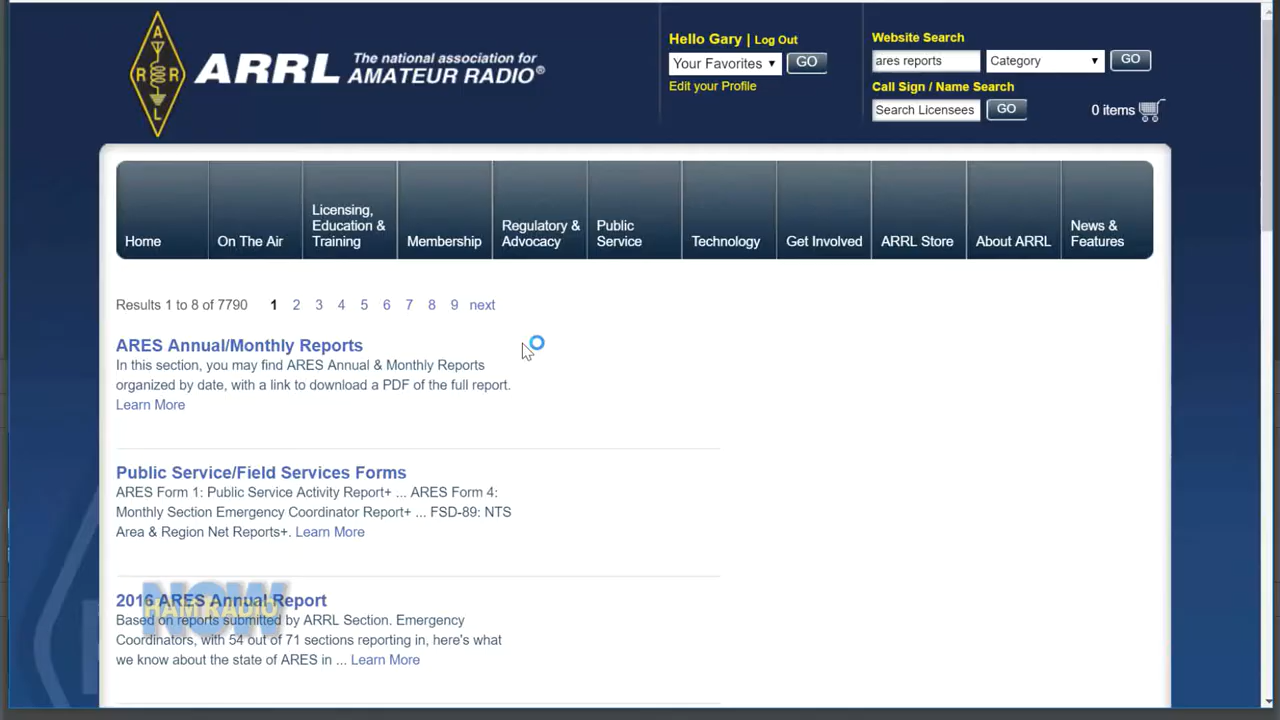 A
R R
L
ARRL The national association for
AMATEUR RADIO®
Hello Gary | Log Out
Your Favorites GO
Edit your Profile
Website Search
ares reports Category GO
Call Sign / Name Search
Search Licensees GO
0 items
Home
On The Air
Licensing,
Education &
Training
Membership
Regulatory &
Advocacy
Public
Service
Technology
Get Involved
ARRL Store
About ARRL
News &
Features
Results 1 to 8 of 7790 1 2 3 4 5 6 7 8 9 next
ARES Annual/Monthly Reports
In this section, you may find ARES Annual & Monthly Reports
organized by date, with a link to download a PDF of the full report.
Learn More
Public Service/Field Services Forms
ARES Form 1: Public Service Activity Report+ ... ARES Form 4:
Monthly Section Emergency Coordinator Report+ ... FSD-89: NTS
Area & Region Net Reports+. Learn More
2016 ARES Annual Report
HAM RADIO
NOW
Based on reports submitted by ARRL Section. Emergency
Coordinators, with 54 out of 71 sections reporting in, here's what
we know about the state of ARES in ... Learn More